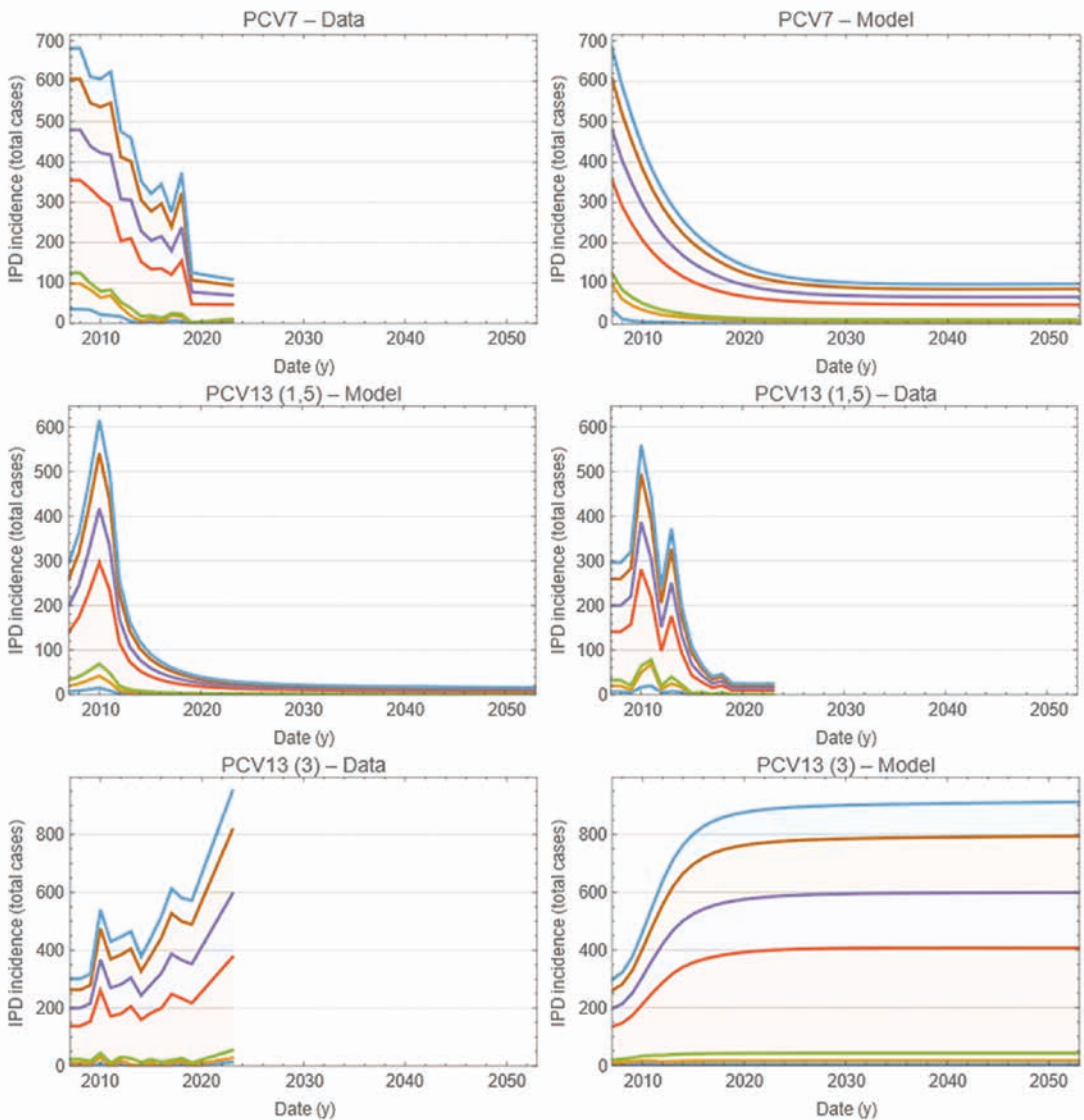 PCV7 – Data
IPD incidence (total cases)
700
600
500
400
300
200
100
0
2010 2020 2030 2040 2050
Date (y)
PCV7 – Model
IPD incidence (total cases)
700
600
500
400
300
200
100
0
2010 2020 2030 2040 2050
Date (y)
PCV13 (1,5) – Model
IPD incidence (total cases)
600
500
400
300
200
100
0
2010 2020 2030 2040 2050
Date (y)
PCV13 (1,5) – Data
IPD incidence (total cases)
600
500
400
300
200
100
0
2010 2020 2030 2040 2050
Date (y)
PCV13 (3) – Data
IPD incidence (total cases)
800
600
400
200
0
2010 2020 2030 2040 2050
Date (y)
PCV13 (3) – Model
IPD incidence (total cases)
800
600
400
200
0
2010 2020 2030 2040 2050
Date (y)